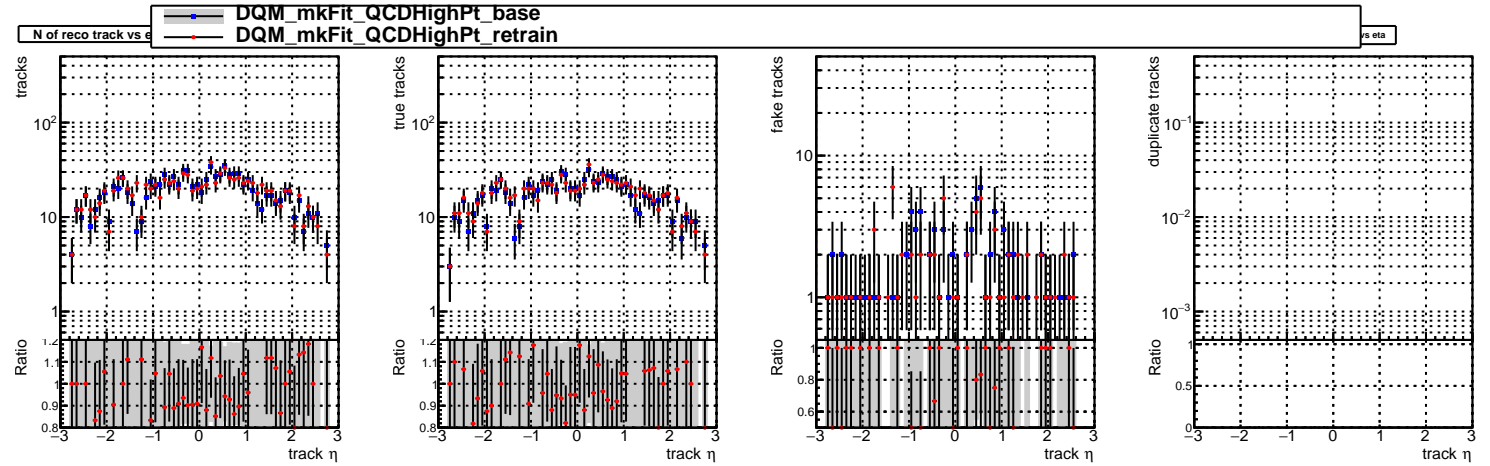 DQM_mkFit_QCDHighPt_base
DQM_mkFit_QCDHighPt_retrain
N of reco track vs e
vs eta
tracks
10²
10
1
Ratio
1.2
1.1
1
0.9
0.8
−3 −2 −1 0 1 2 3
track η
true tracks
10²
10
1
Ratio
1.2
1.1
1
0.9
0.8
−3 −2 −1 0 1 2 3
track η
fake tracks
10
1
Ratio
1
0.8
0.6
−3 −2 −1 0 1 2 3
track η
duplicate tracks
10⁻¹
10⁻²
10⁻³
Ratio
1
0.5
0
−3 −2 −1 0 1 2 3
track η